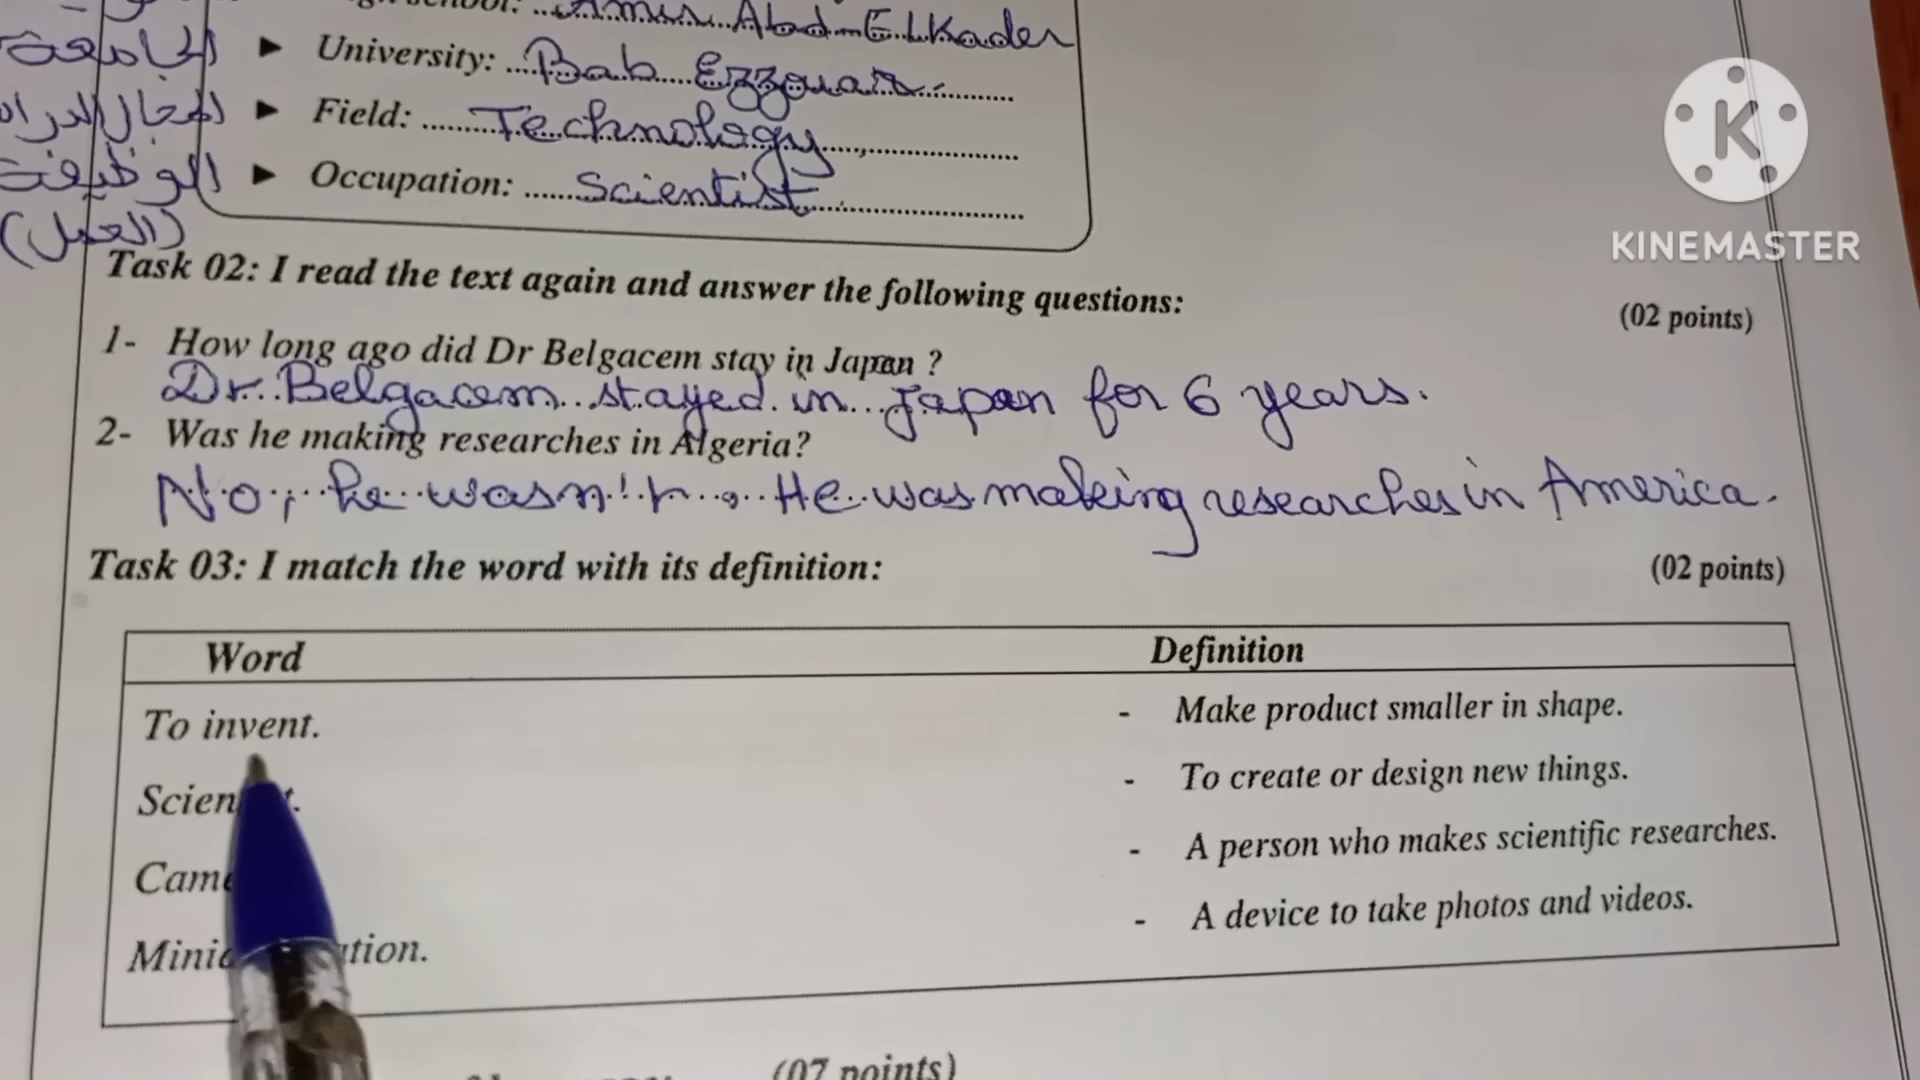 school: Amir Abd-ElKader
الجامعة ► University: Bab Ezzouar
المجال ► Field: Technology
الوظيفة ► Occupation: Scientist
(العمل)
KINEMASTER
Task 02: I read the text again and answer the following questions: (02 points)
1- How long ago did Dr Belgacem stay in Japan ?
Dr. Belgacem stayed in Japan for 6 years.
2- Was he making researches in Algeria?
No, he wasn't. He was making researches in America.
Task 03: I match the word with its definition: (02 points)
Word Definition
To invent. - Make product smaller in shape.
- To create or design new things.
- A person who makes scientific researches.
- A device to take photos and videos.
(07 points)